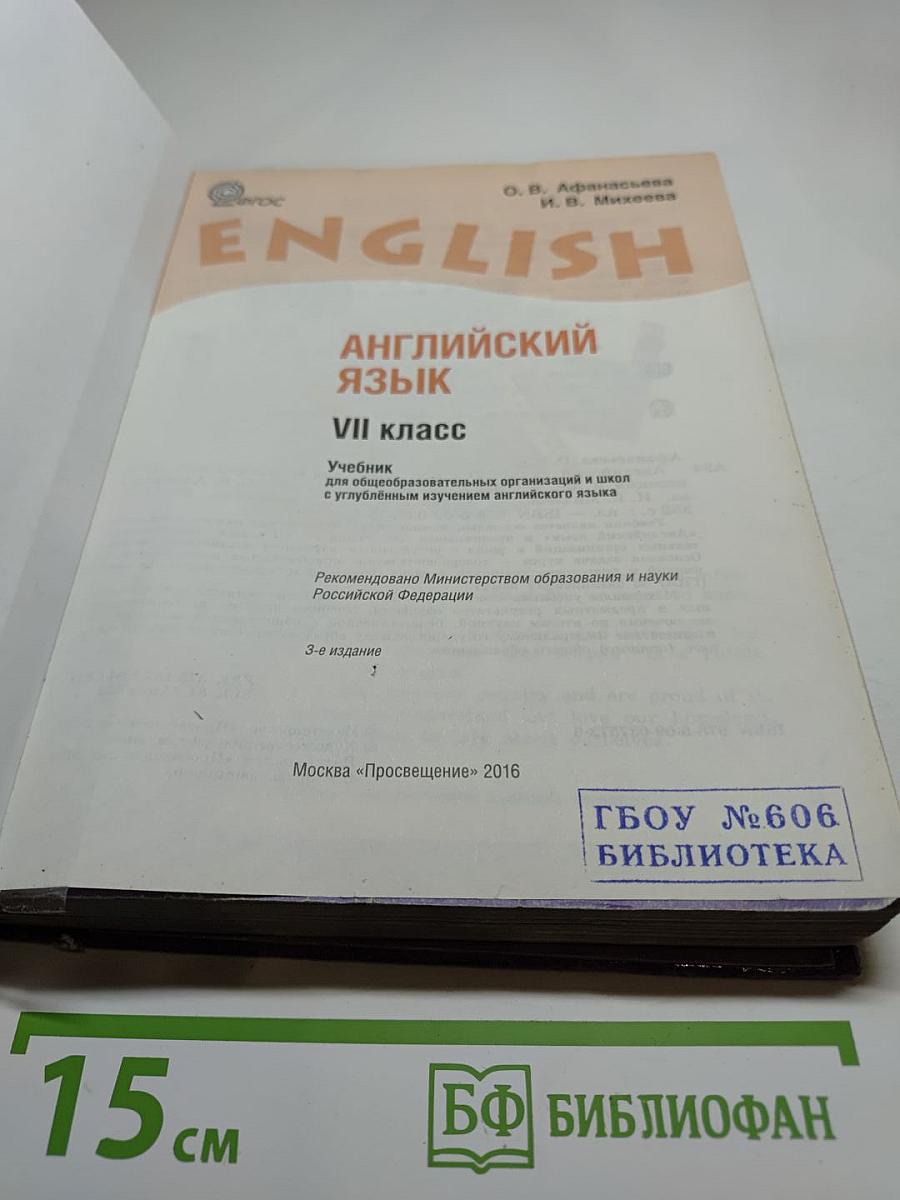 ФГОС
О. В. Афанасьева
И. В. Михеева
ENGLISH
АНГЛИЙСКИЙ
ЯЗЫК
VII класс
Учебник
для общеобразовательных организаций и школ
с углублённым изучением английского языка
Рекомендовано Министерством образования и науки
Российской Федерации
3-е издание
Москва «Просвещение» 2016
ГБОУ №606
БИБЛИОТЕКА
15 см
БФ БИБЛИОФАН